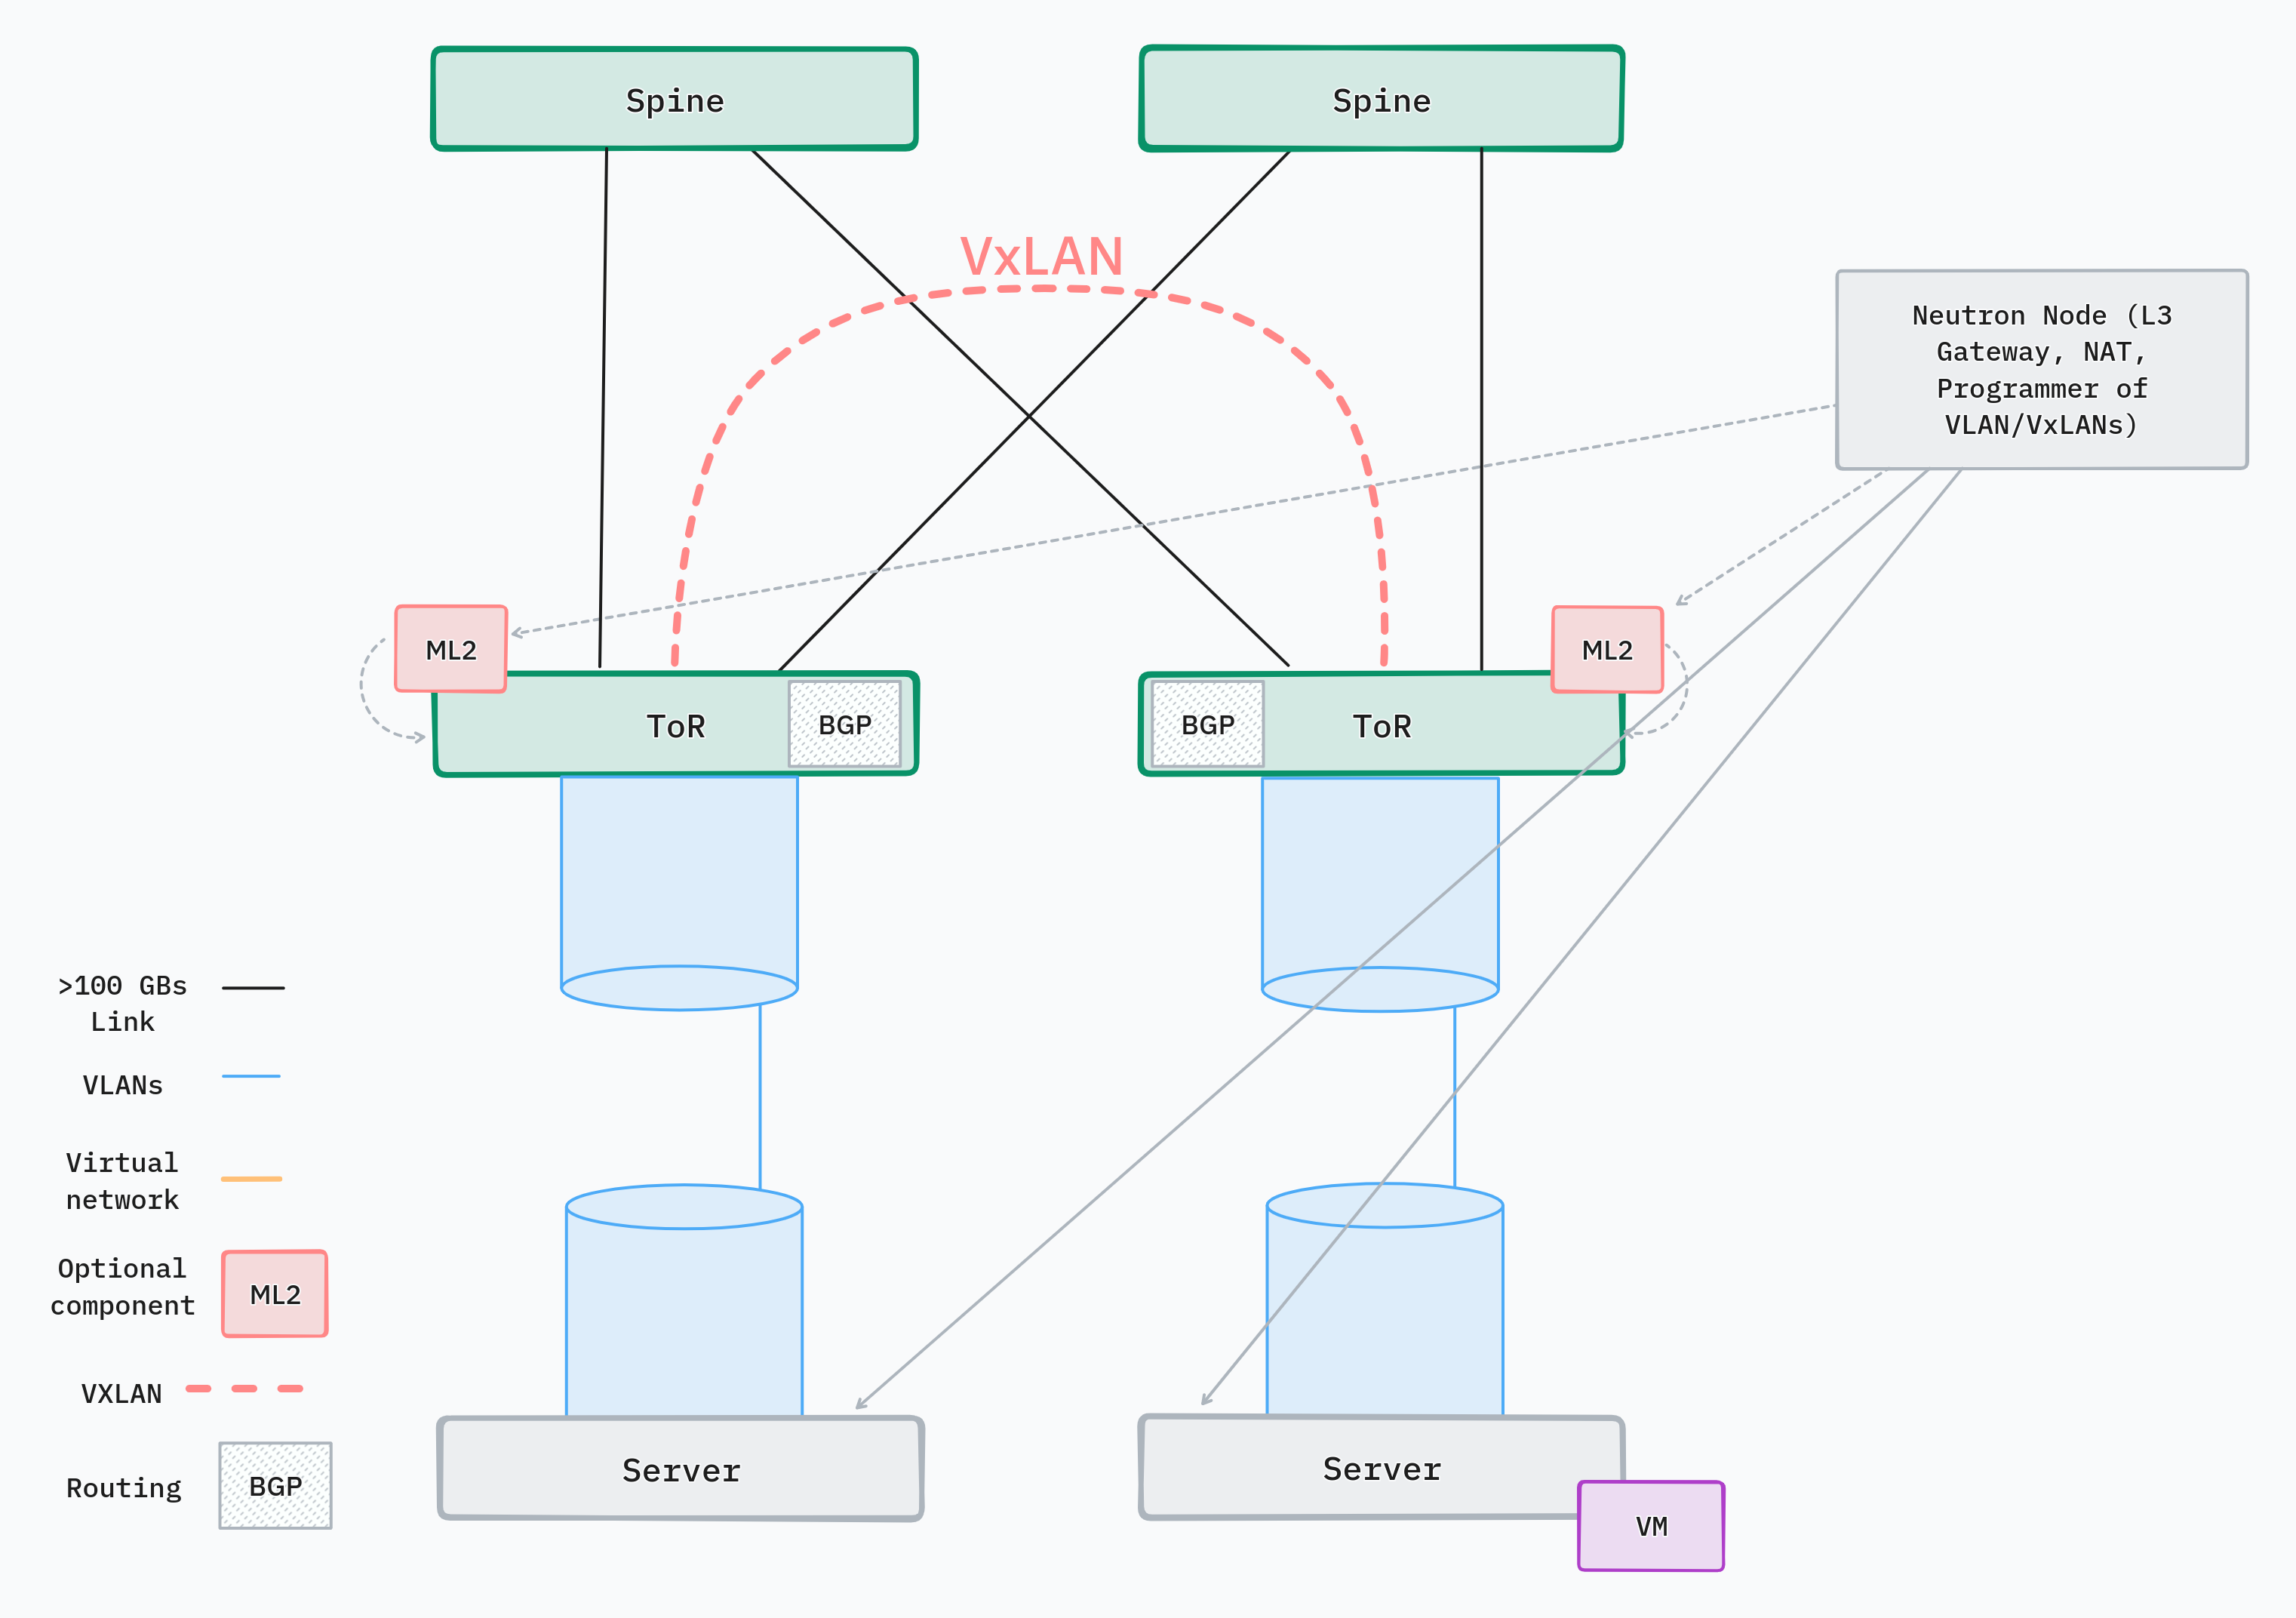 Spine
Spine
VxLAN
Neutron Node (L3
Gateway, NAT,
Programmer of
VLAN/VxLANs)
ML2
ML2
ToR
BGP
BGP
ToR
>100 GBs
Link
VLANs
Virtual
network
Optional
component
ML2
VXLAN
Routing
BGP
Server
Server
VM